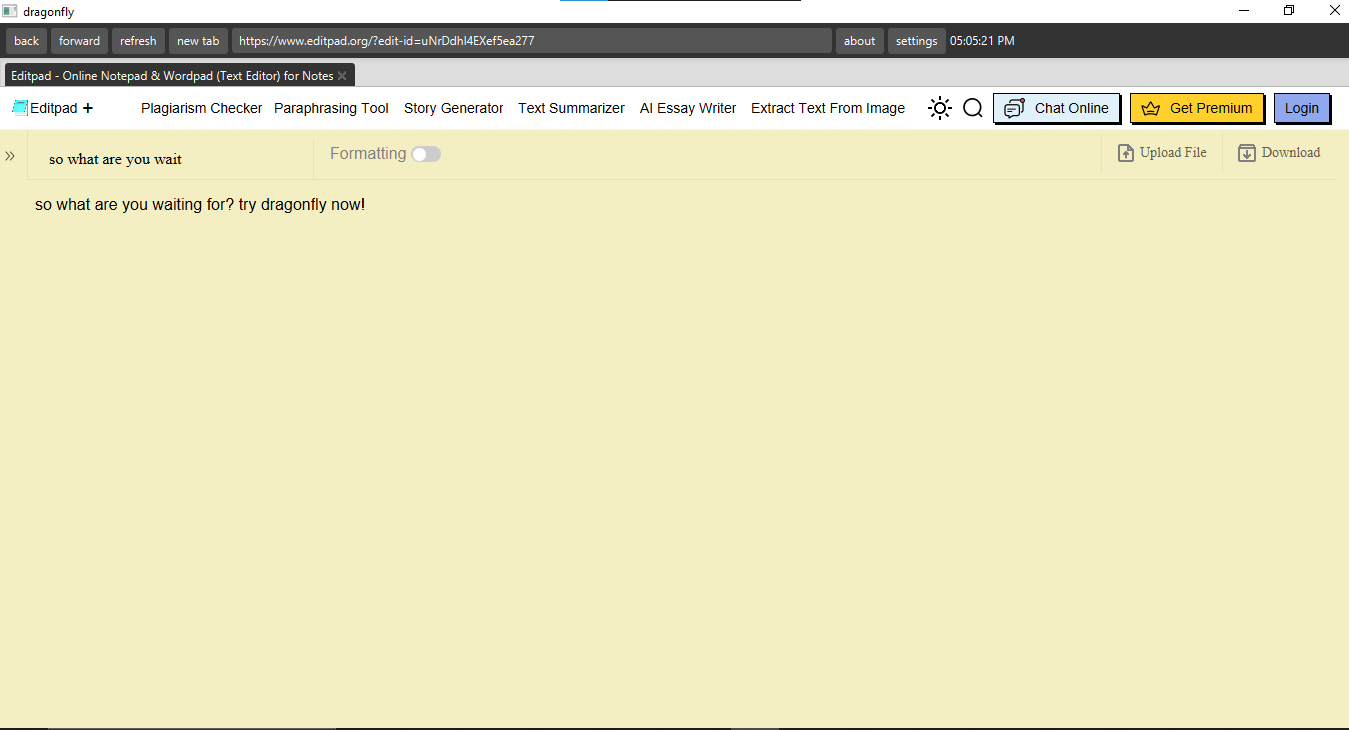 dragonfly
back forward refresh new tab https://www.editpad.org/?edit-id=uNrDdhI4EXef5ea277 about settings 05:05:21 PM
Editpad - Online Notepad & Wordpad (Text Editor) for Notes
Editpad + Plagiarism Checker Paraphrasing Tool Story Generator Text Summarizer AI Essay Writer Extract Text From Image Chat Online Get Premium Login
so what are you wait Formatting Upload File Download
so what are you waiting for? try dragonfly now!